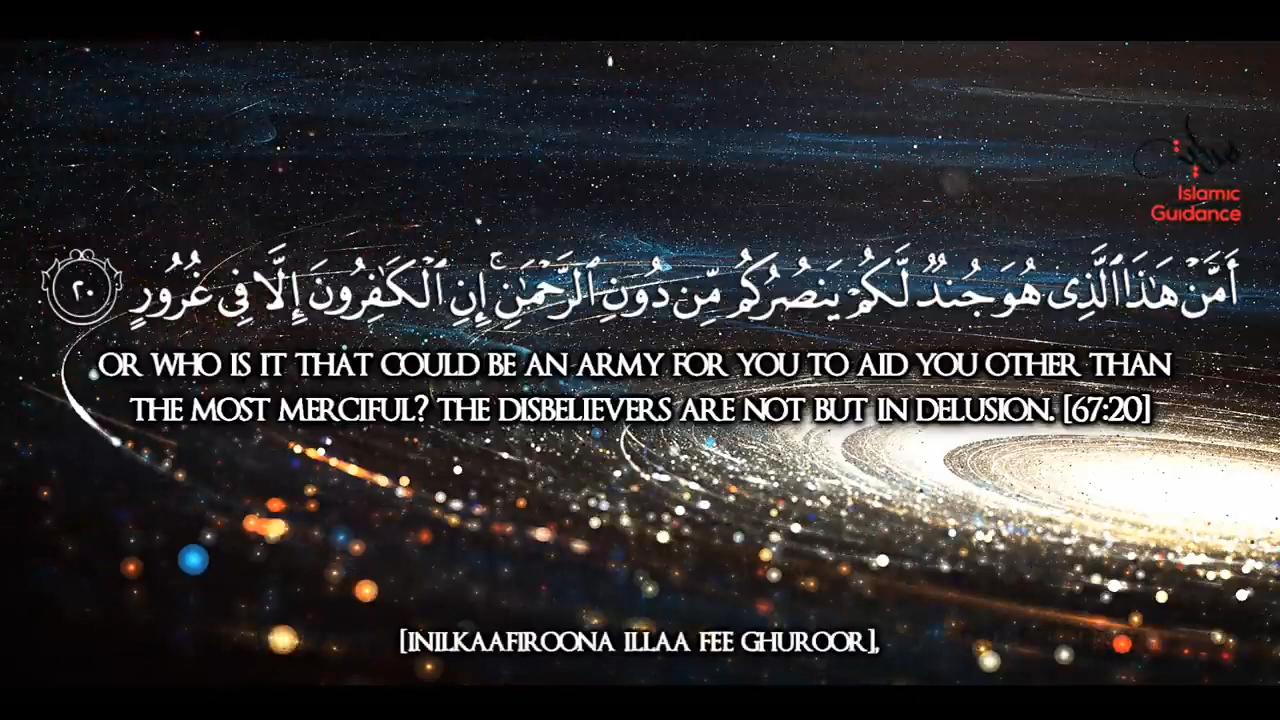 Islamic
Guidance
أَمَّنْ هَٰذَا ٱلَّذِى هُوَ جُندٌ لَّكُمْ يَنصُرُكُم مِّن دُونِ ٱلرَّحْمَٰنِ ۚ إِنِ ٱلْكَٰفِرُونَ إِلَّا فِى غُرُورٍ ٢٠
OR WHO IS IT THAT COULD BE AN ARMY FOR YOU TO AID YOU OTHER THAN
THE MOST MERCIFUL? THE DISBELIEVERS ARE NOT BUT IN DELUSION. [67:20]
[INILKAAFIROONA ILLAA FEE GHUROOR],